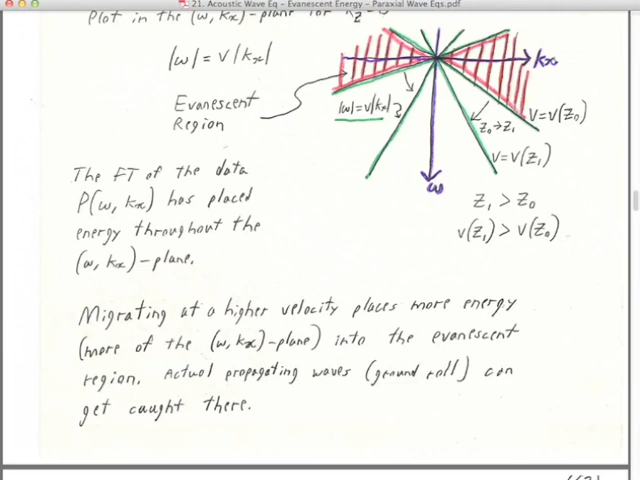 21. Acoustic Wave Eq - Evanescent Energy - Paraxial Wave Eqs.pdf
Plot in the (ω, kx)-plane for kz = 0
|ω| = v|kx|
Evanescent
Region
kx
|ω|=v|kx|
z0→z1
v=v(z0)
v=v(z1)
ω
z1 > z0
v(z1) > v(z0)
The FT of the data
P(ω, kx) has placed
energy throughout the
(ω, kx)-plane.
Migrating at a higher velocity places more energy
(more of the (ω, kx)-plane) into the evanescent
region. Actual propagating waves (ground roll) can
get caught there.